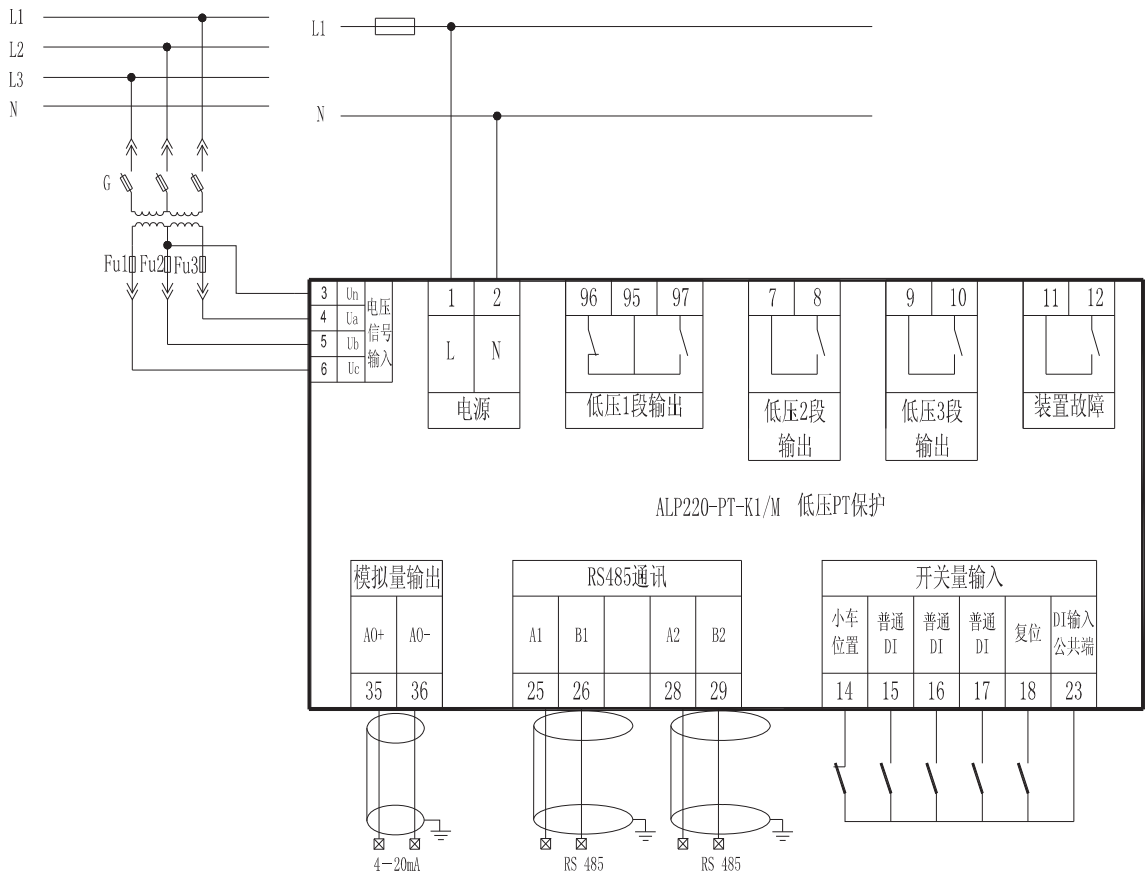 L1
L2
L3
N
L1
N
G
Fu1 Fu2 Fu3
3 Un
4 Ua
5 Ub
6 Uc
电压
信号
输入
1 2
L N
电源
96 95 97
低压1段输出
7 8
低压2段
输出
9 10
低压3段
输出
11 12
装置故障
ALP220-PT-K1/M 低压PT保护
模拟量输出
AO+ AO-
35 36
4-20mA
RS485通讯
A1 B1 A2 B2
25 26 28 29
RS 485 RS 485
开关量输入
小车
位置
普通
DI
普通
DI
普通
DI
复位
DI输入
公共端
14 15 16 17 18 23